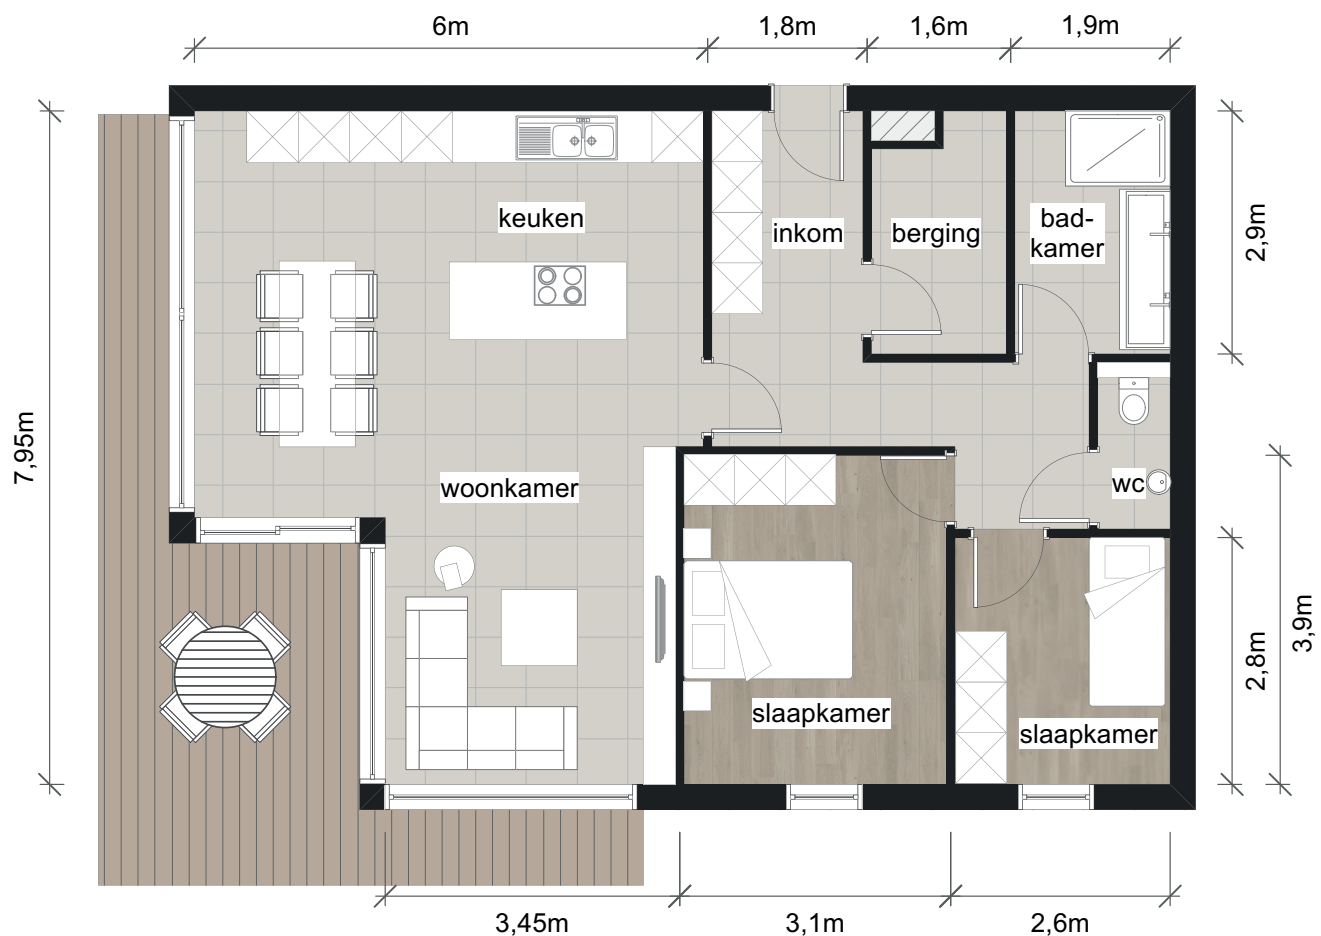 6m
1,8m
1,6m
1,9m
keuken
inkom
berging
bad-
kamer
2,9m
7,95m
woonkamer
wc
slaapkamer
slaapkamer
2,8m
3,9m
3,45m
3,1m
2,6m